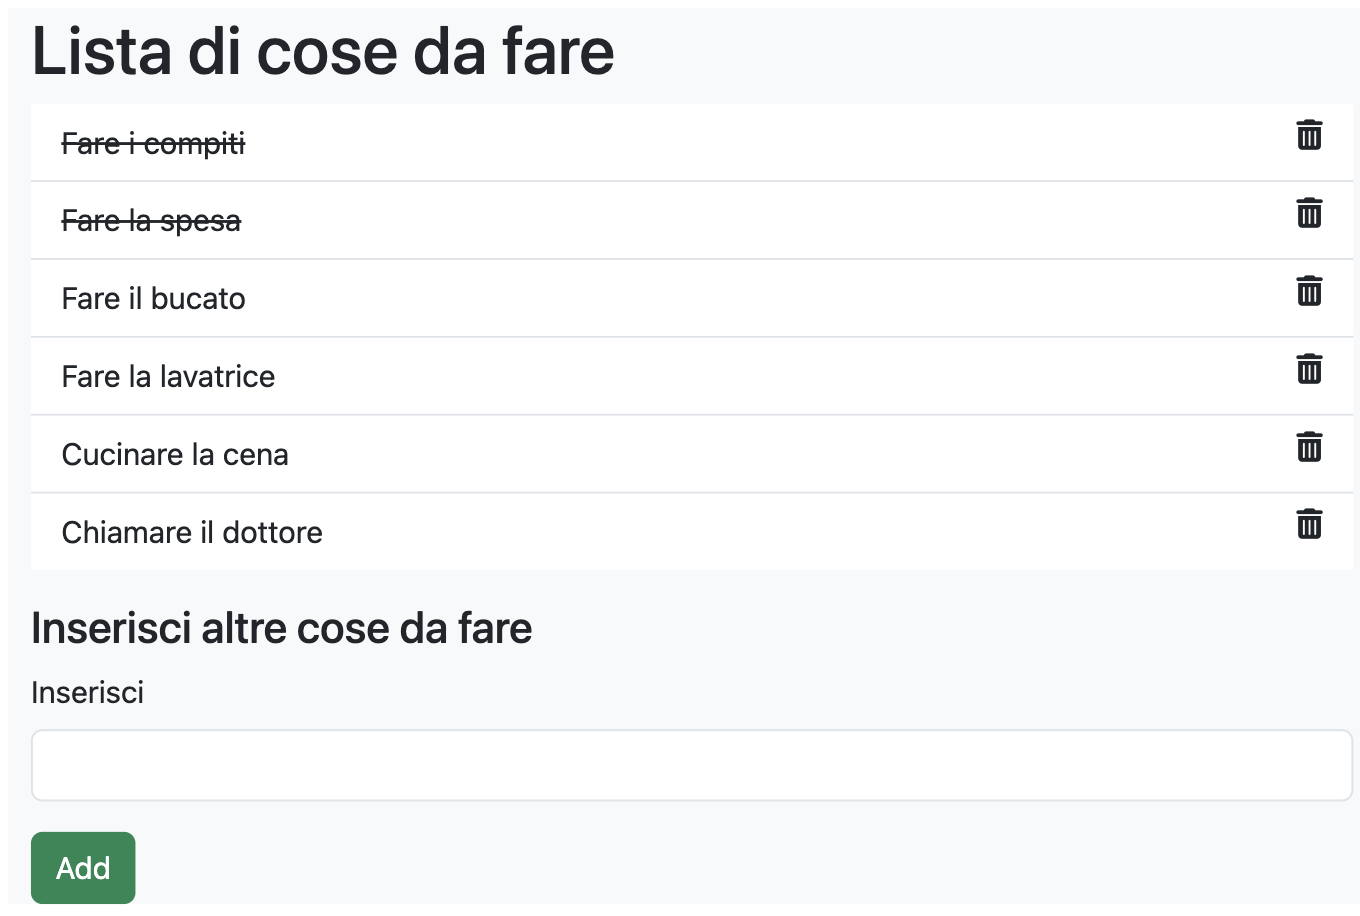 Lista di cose da fare
Fare i compiti
Fare la spesa
Fare il bucato
Fare la lavatrice
Cucinare la cena
Chiamare il dottore
Inserisci altre cose da fare
Inserisci
Add